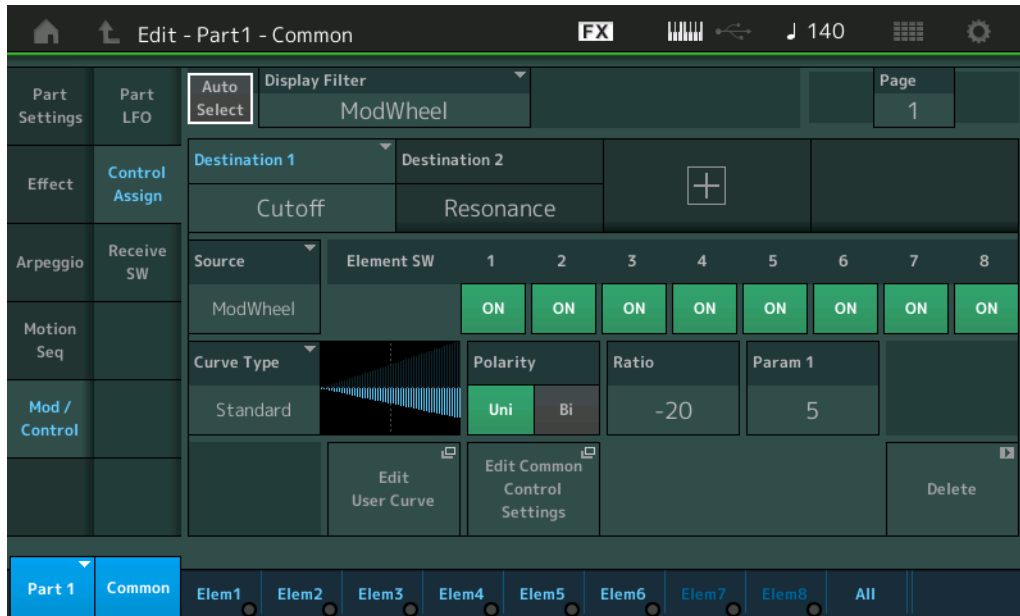 Edit - Part1 - Common FX ♩ 140
Part Settings
Part LFO
Auto Select
Display Filter
ModWheel
Page
1
Effect
Control Assign
Destination 1
Cutoff
Destination 2
Resonance
Arpeggio
Receive SW
Source
ModWheel
Element SW 1 2 3 4 5 6 7 8
ON ON ON ON ON ON ON ON
Motion Seq
Curve Type
Standard
Polarity
Uni Bi
Ratio
-20
Param 1
5
Mod / Control
Edit
User Curve
Edit Common
Control
Settings
Delete
Part 1 Common Elem1 Elem2 Elem3 Elem4 Elem5 Elem6 Elem7 Elem8 All